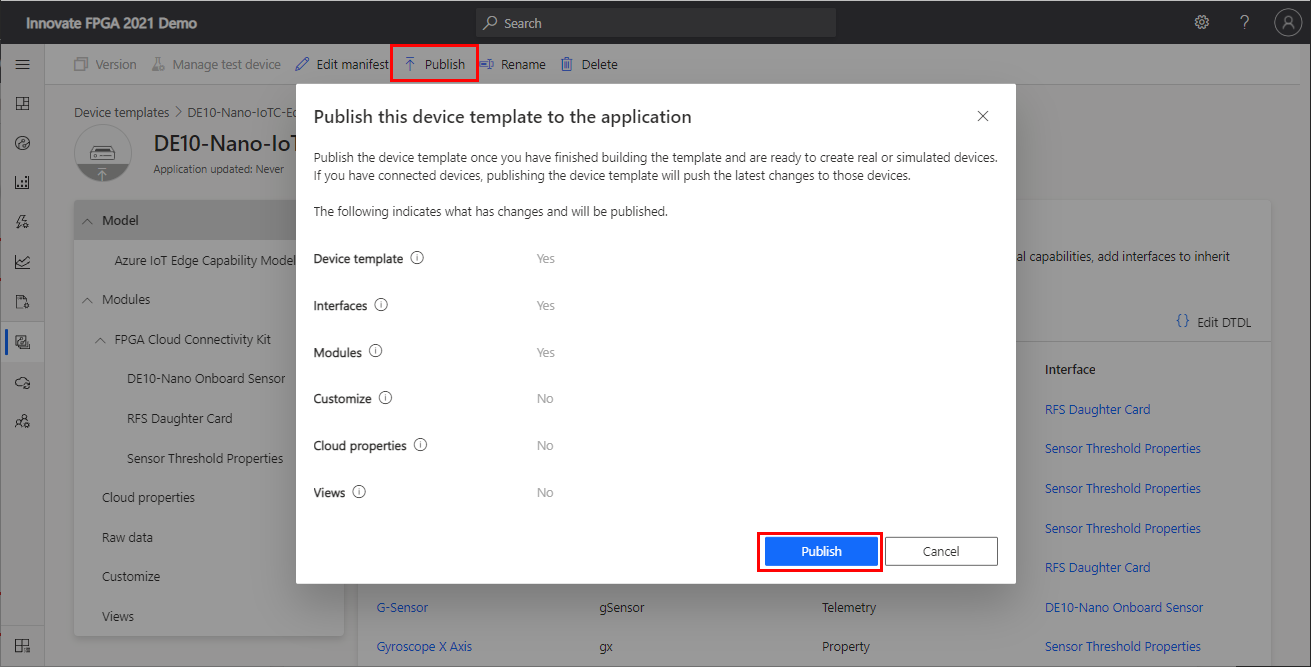 Innovate FPGA 2021 Demo
Search
?
Version
Manage test device
Edit manifest
Publish
Rename
Delete
Device templates > DE10-Nano-IoTC-Ed
DE10-Nano-IoT
Application updated: Never
Model
Azure IoT Edge Capability Model
Modules
FPGA Cloud Connectivity Kit
DE10-Nano Onboard Sensor
RFS Daughter Card
Sensor Threshold Properties
Cloud properties
Raw data
Customize
Views
Publish this device template to the application
Publish the device template once you have finished building the template and are ready to create real or simulated devices.
If you have connected devices, publishing the device template will push the latest changes to those devices.
The following indicates what has changes and will be published.
Device template Yes
Interfaces Yes
Modules Yes
Customize No
Cloud properties No
Views No
Publish
Cancel
al capabilities, add interfaces to inherit
{} Edit DTDL
Interface
RFS Daughter Card
Sensor Threshold Properties
Sensor Threshold Properties
Sensor Threshold Properties
RFS Daughter Card
G-Sensor gSensor Telemetry DE10-Nano Onboard Sensor
Gyroscope X Axis gx Property Sensor Threshold Properties